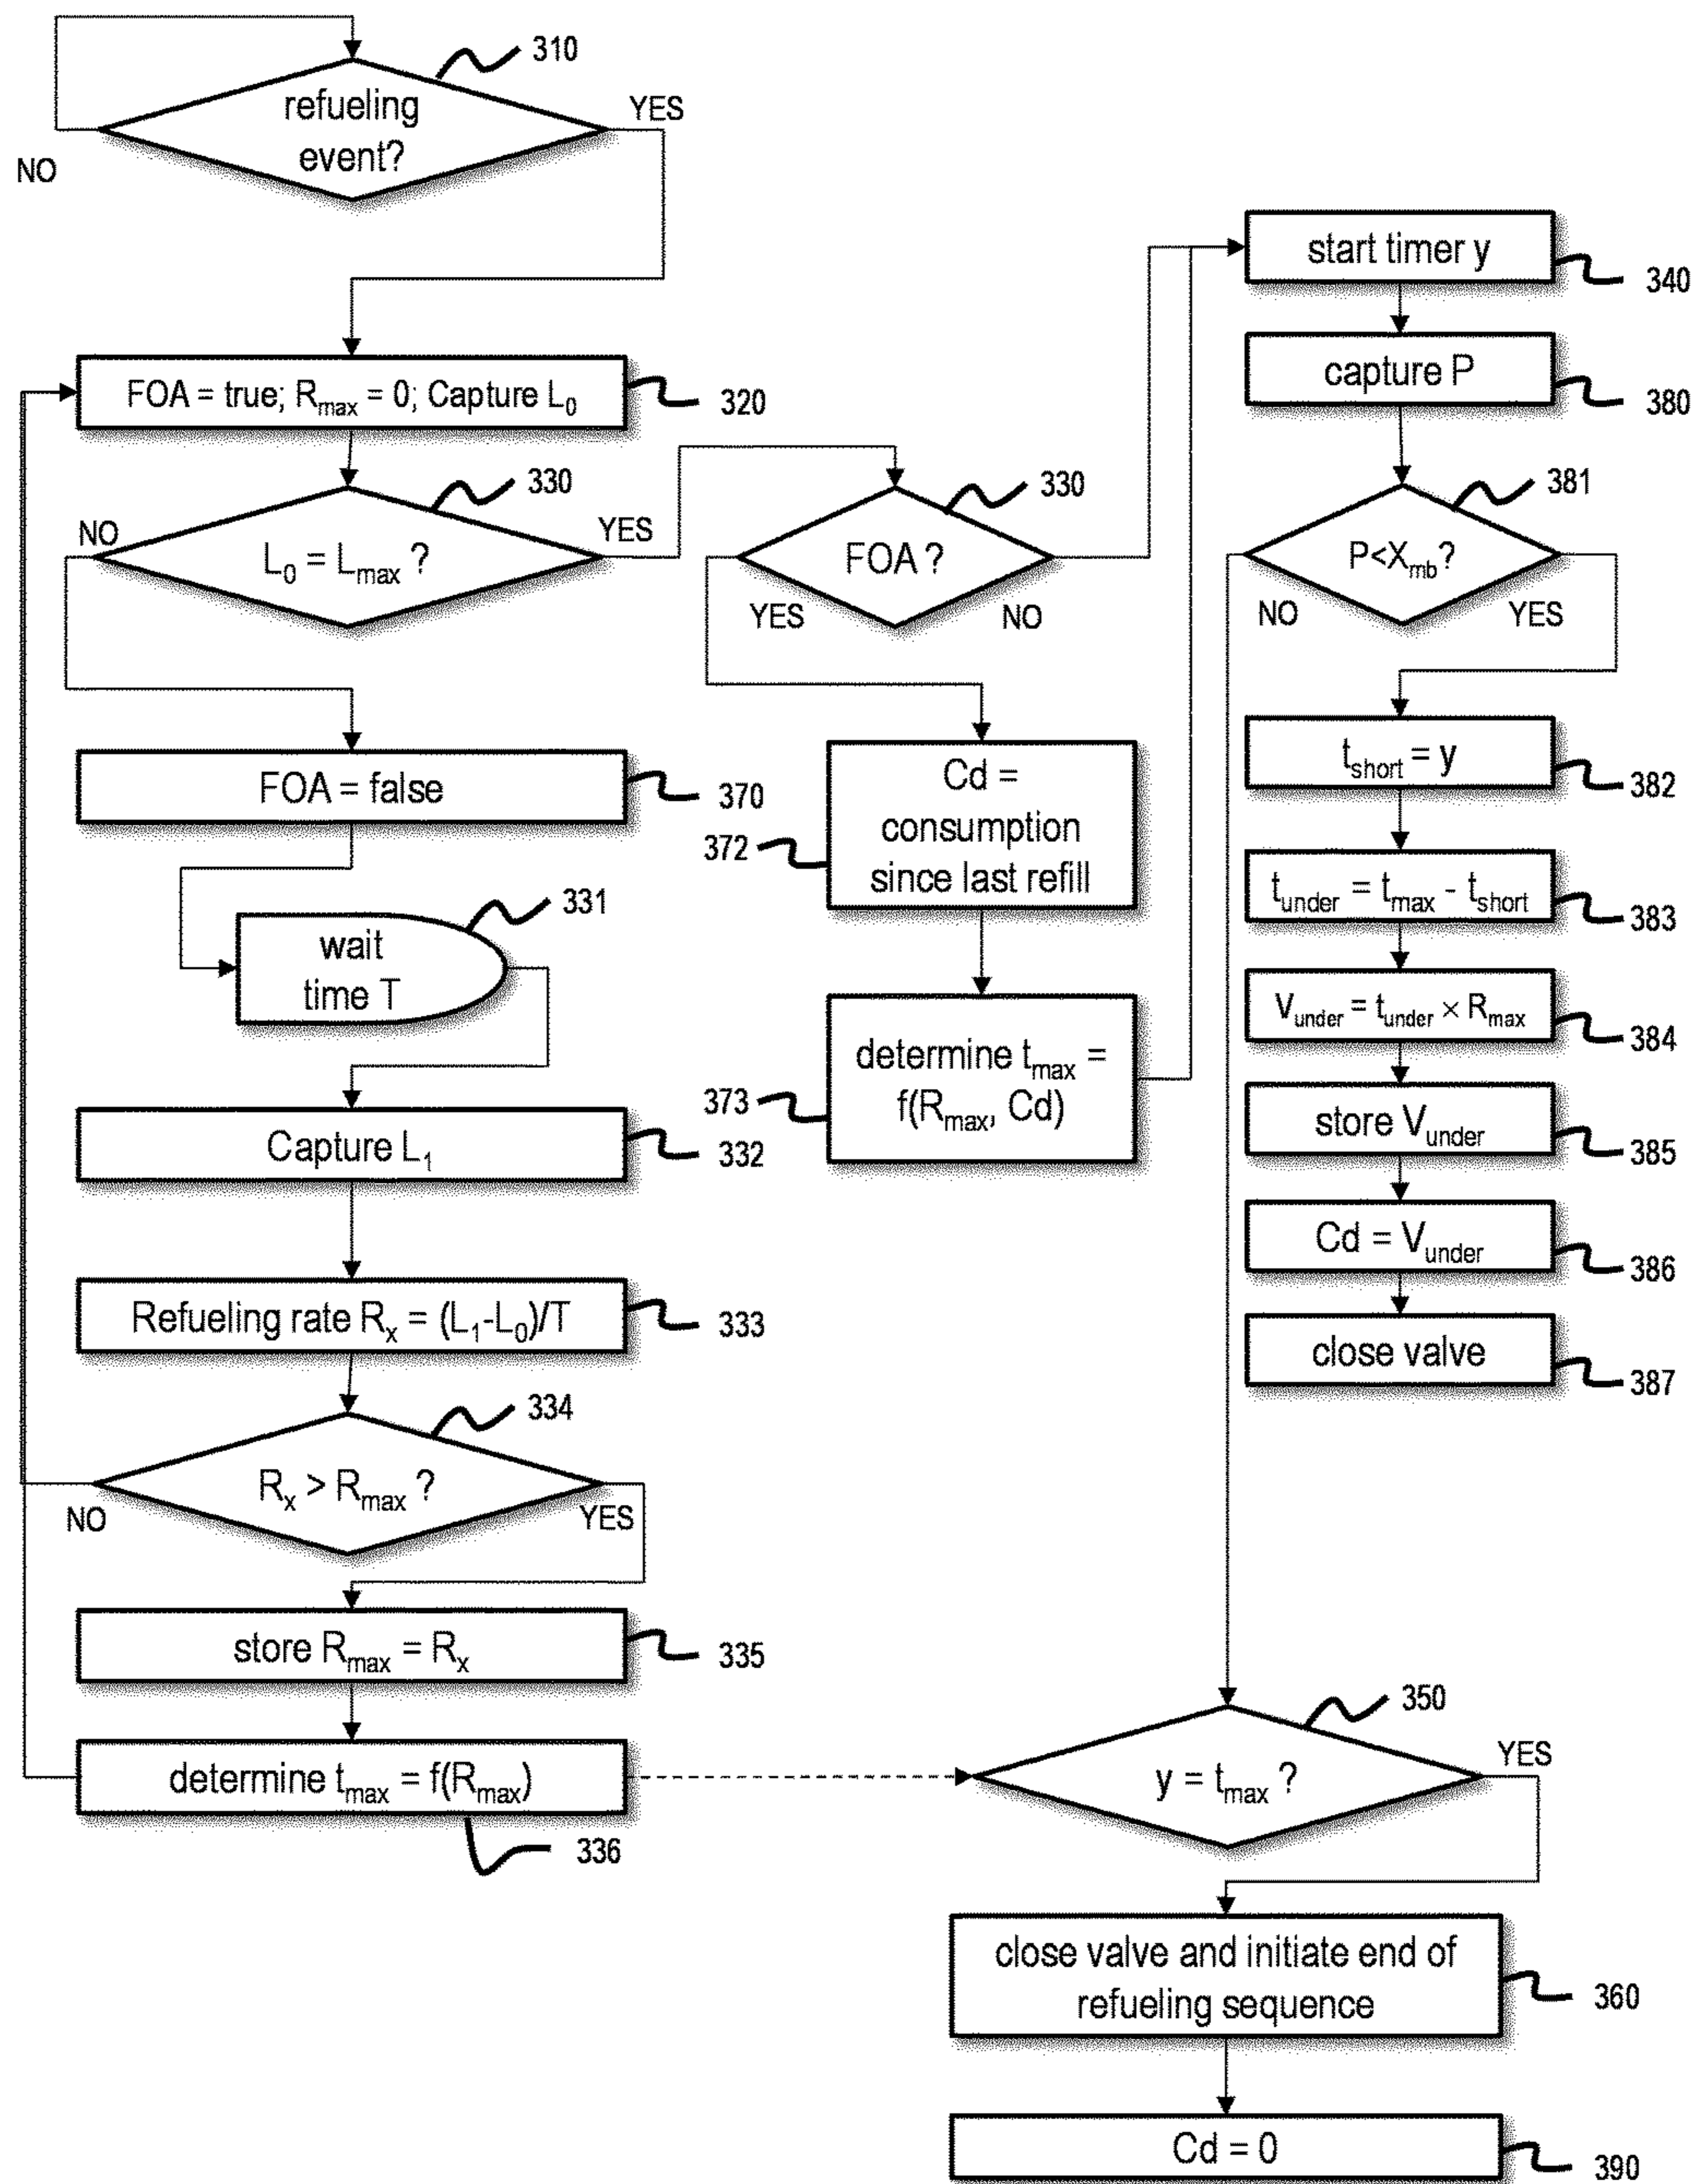 310
refueling
event?
YES
NO
FOA = true; Rmax = 0; Capture L0
320
330
NO
L0 = Lmax ?
YES
FOA = false
370
331
wait
time T
Capture L1
332
Refueling rate Rx = (L1-L0)/T
333
334
Rx > Rmax ?
NO
YES
store Rmax = Rx
335
determine tmax = f(Rmax)
336
330
FOA ?
YES
NO
Cd =
consumption
since last refill
372
determine tmax =
f(Rmax, Cd)
373
start timer y
340
capture P
380
381
P<Xmb?
NO
YES
tshort = y
382
tunder = tmax - tshort
383
Vunder = tunder × Rmax
384
store Vunder
385
Cd = Vunder
386
close valve
387
350
y = tmax ?
YES
close valve and initiate end of
refueling sequence
360
Cd = 0
390